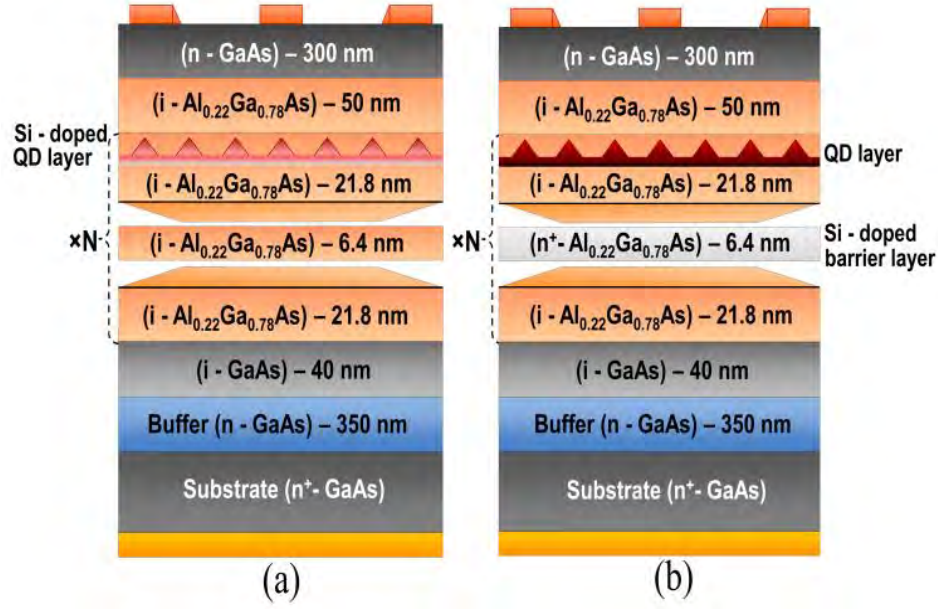 (n - GaAs) – 300 nm
(i - Al0.22Ga0.78As) – 50 nm
Si - doped
QD layer
(i - Al0.22Ga0.78As) – 21.8 nm
×N
(i - Al0.22Ga0.78As) – 6.4 nm
(i - Al0.22Ga0.78As) – 21.8 nm
(i - GaAs) – 40 nm
Buffer (n - GaAs) – 350 nm
Substrate (n+- GaAs)
(a)
(n - GaAs) – 300 nm
(i - Al0.22Ga0.78As) – 50 nm
QD layer
(i - Al0.22Ga0.78As) – 21.8 nm
×N
(n+- Al0.22Ga0.78As) – 6.4 nm
Si - doped
barrier layer
(i - Al0.22Ga0.78As) – 21.8 nm
(i - GaAs) – 40 nm
Buffer (n - GaAs) – 350 nm
Substrate (n+- GaAs)
(b)